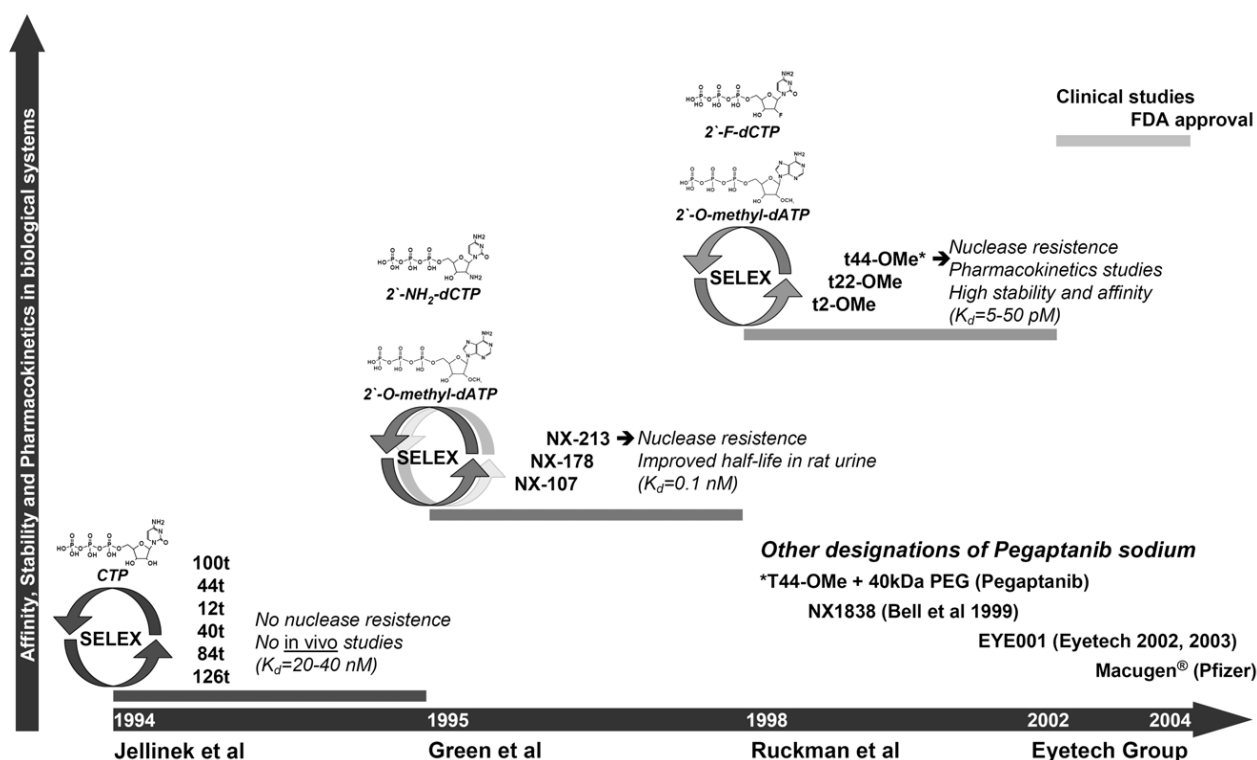 Affinity, Stability and Pharmacokinetics in biological systems
2`-F-dCTP
2`-O-methyl-dATP
SELEX
t44-OMe* ➔ Nuclease resistence
t22-OMe Pharmacokinetics studies
t2-OMe High stability and affinity
(Kd=5-50 pM)
Clinical studies
FDA approval
2`-NH2-dCTP
2`-O-methyl-dATP
SELEX
NX-213 ➔ Nuclease resistence
NX-178 Improved half-life in rat urine
NX-107 (Kd=0.1 nM)
CTP
SELEX
100t
44t
12t
40t
84t
126t
No nuclease resistence
No in vivo studies
(Kd=20-40 nM)
Other designations of Pegaptanib sodium
*T44-OMe + 40kDa PEG (Pegaptanib)
NX1838 (Bell et al 1999)
EYE001 (Eyetech 2002, 2003)
Macugen® (Pfizer)
1994 1995 1998 2002 2004
Jellinek et al Green et al Ruckman et al Eyetech Group